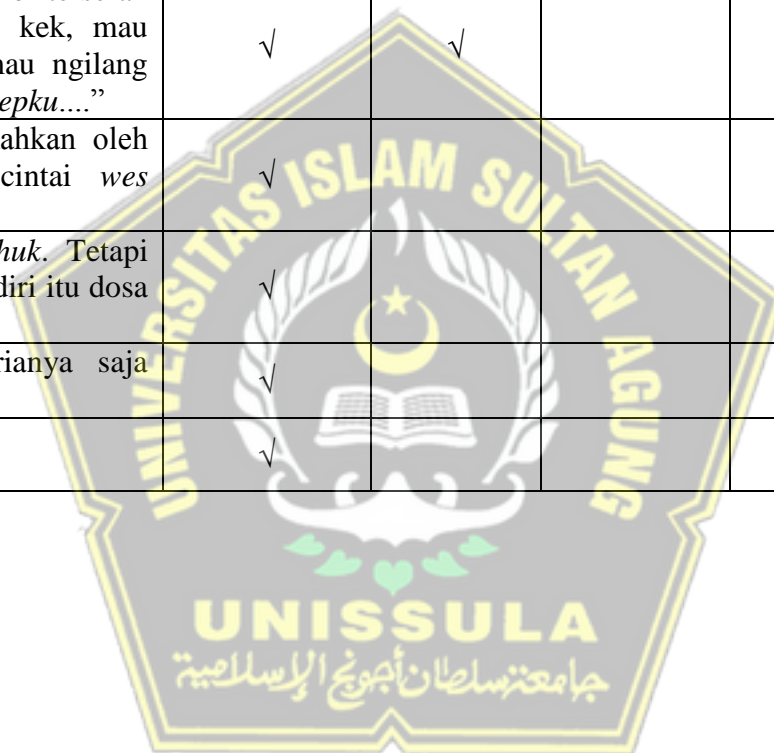 kek, mau √ √
au ngilang
epku....”
ahkan oleh
cintai wes √
huk. Tetapi
diri itu dosa √
rianya saja √
√
UNIVERSITAS ISLAM SULTAN AGUNG
UNISSULA
جامعة سلطان أجونج الإسلامية